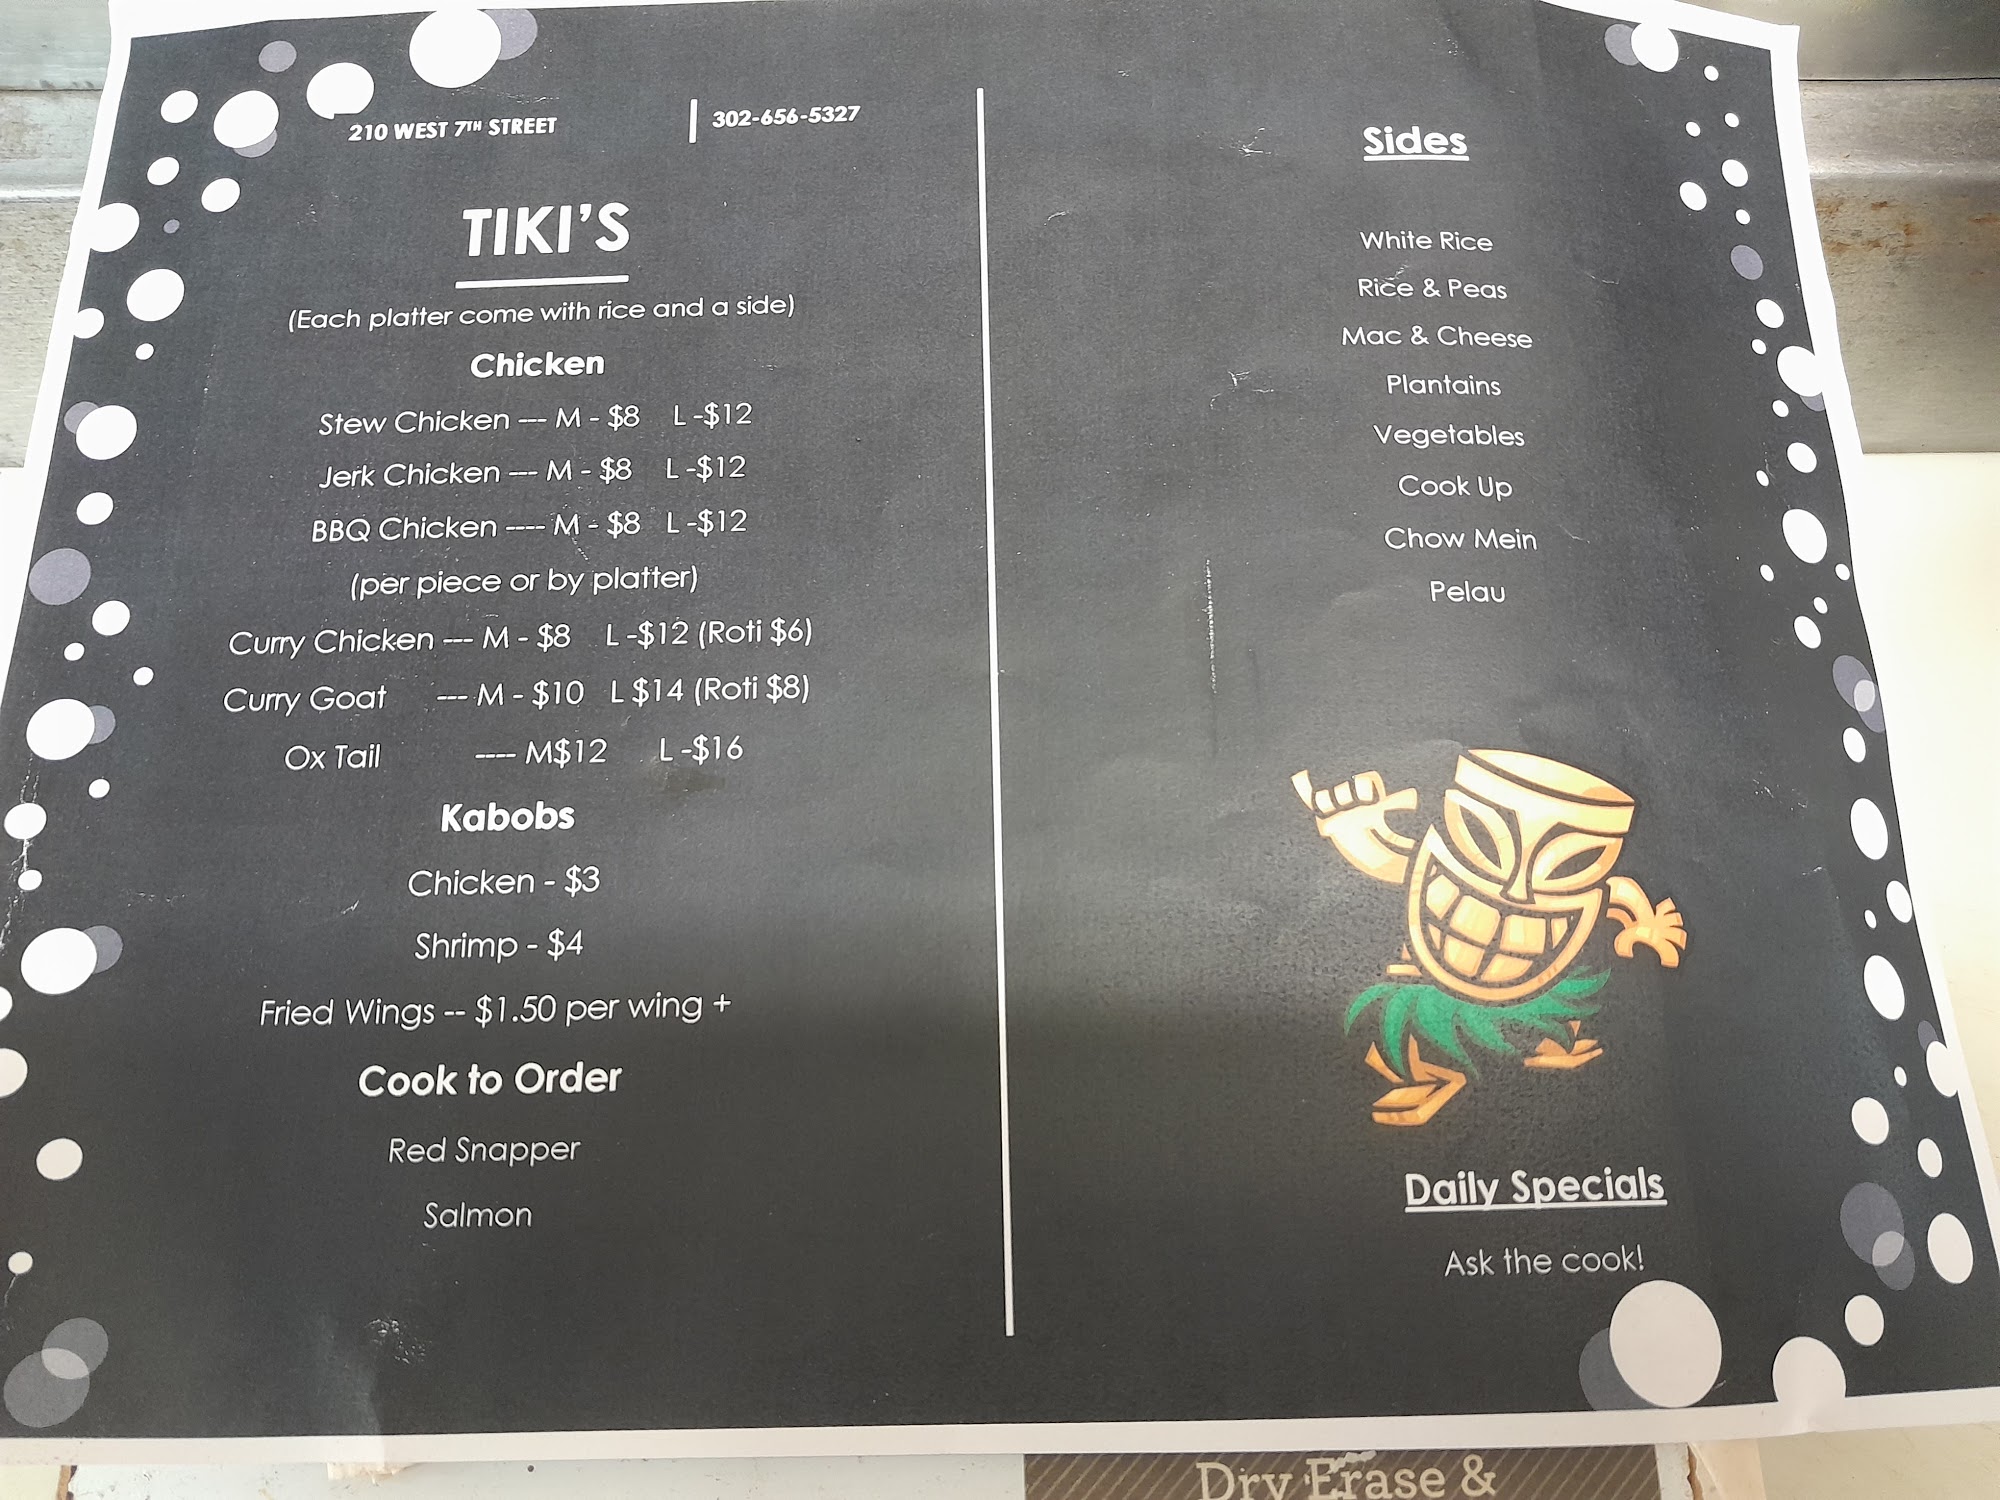 210 WEST 7TH STREET | 302-656-5327
TIKI'S
(Each platter come with rice and a side)
Chicken
Stew Chicken --- M - $8 L -$12
Jerk Chicken --- M - $8 L -$12
BBQ Chicken ---- M - $8 L -$12
(per piece or by platter)
Curry Chicken --- M - $8 L -$12 (Roti $6)
Curry Goat --- M - $10 L $14 (Roti $8)
Ox Tail ---- M$12 L -$16
Kabobs
Chicken - $3
Shrimp - $4
Fried Wings -- $1.50 per wing +
Cook to Order
Red Snapper
Salmon
Sides
White Rice
Rice & Peas
Mac & Cheese
Plantains
Vegetables
Cook Up
Chow Mein
Pelau
Daily Specials
Ask the cook!
Dry Erase &